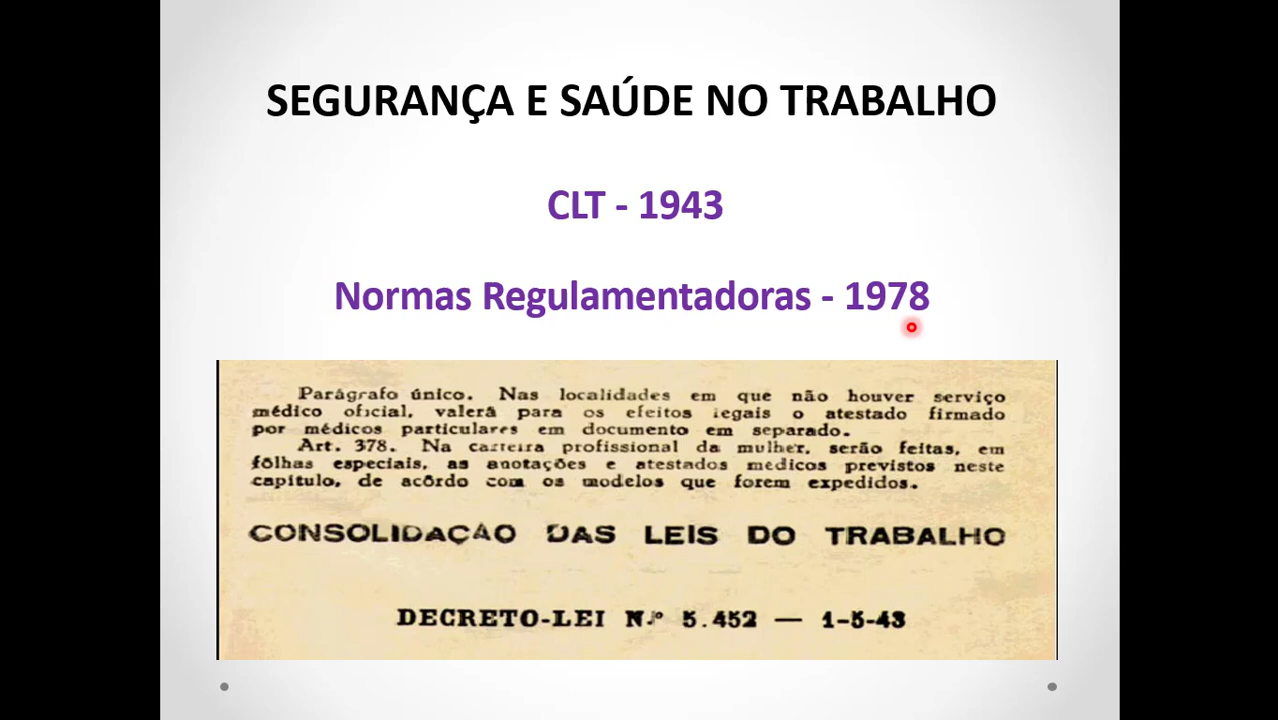 SEGURANÇA E SAÚDE NO TRABALHO
CLT - 1943
Normas Regulamentadoras - 1978
Parágrafo único. Nas localidades em que não houver serviço
médico oficial, valerá para os efeitos legais o atestado firmado
por médicos particulares em documento em separado.
Art. 378. Na carteira profissional da mulher, serão feitas, em
fôlhas especiais, as anotações e atestados médicos previstos neste
capítulo, de acôrdo com os modelos que forem expedidos.
CONSOLIDAÇÃO DAS LEIS DO TRABALHO
DECRETO-LEI N.º 5.452 — 1-5-43